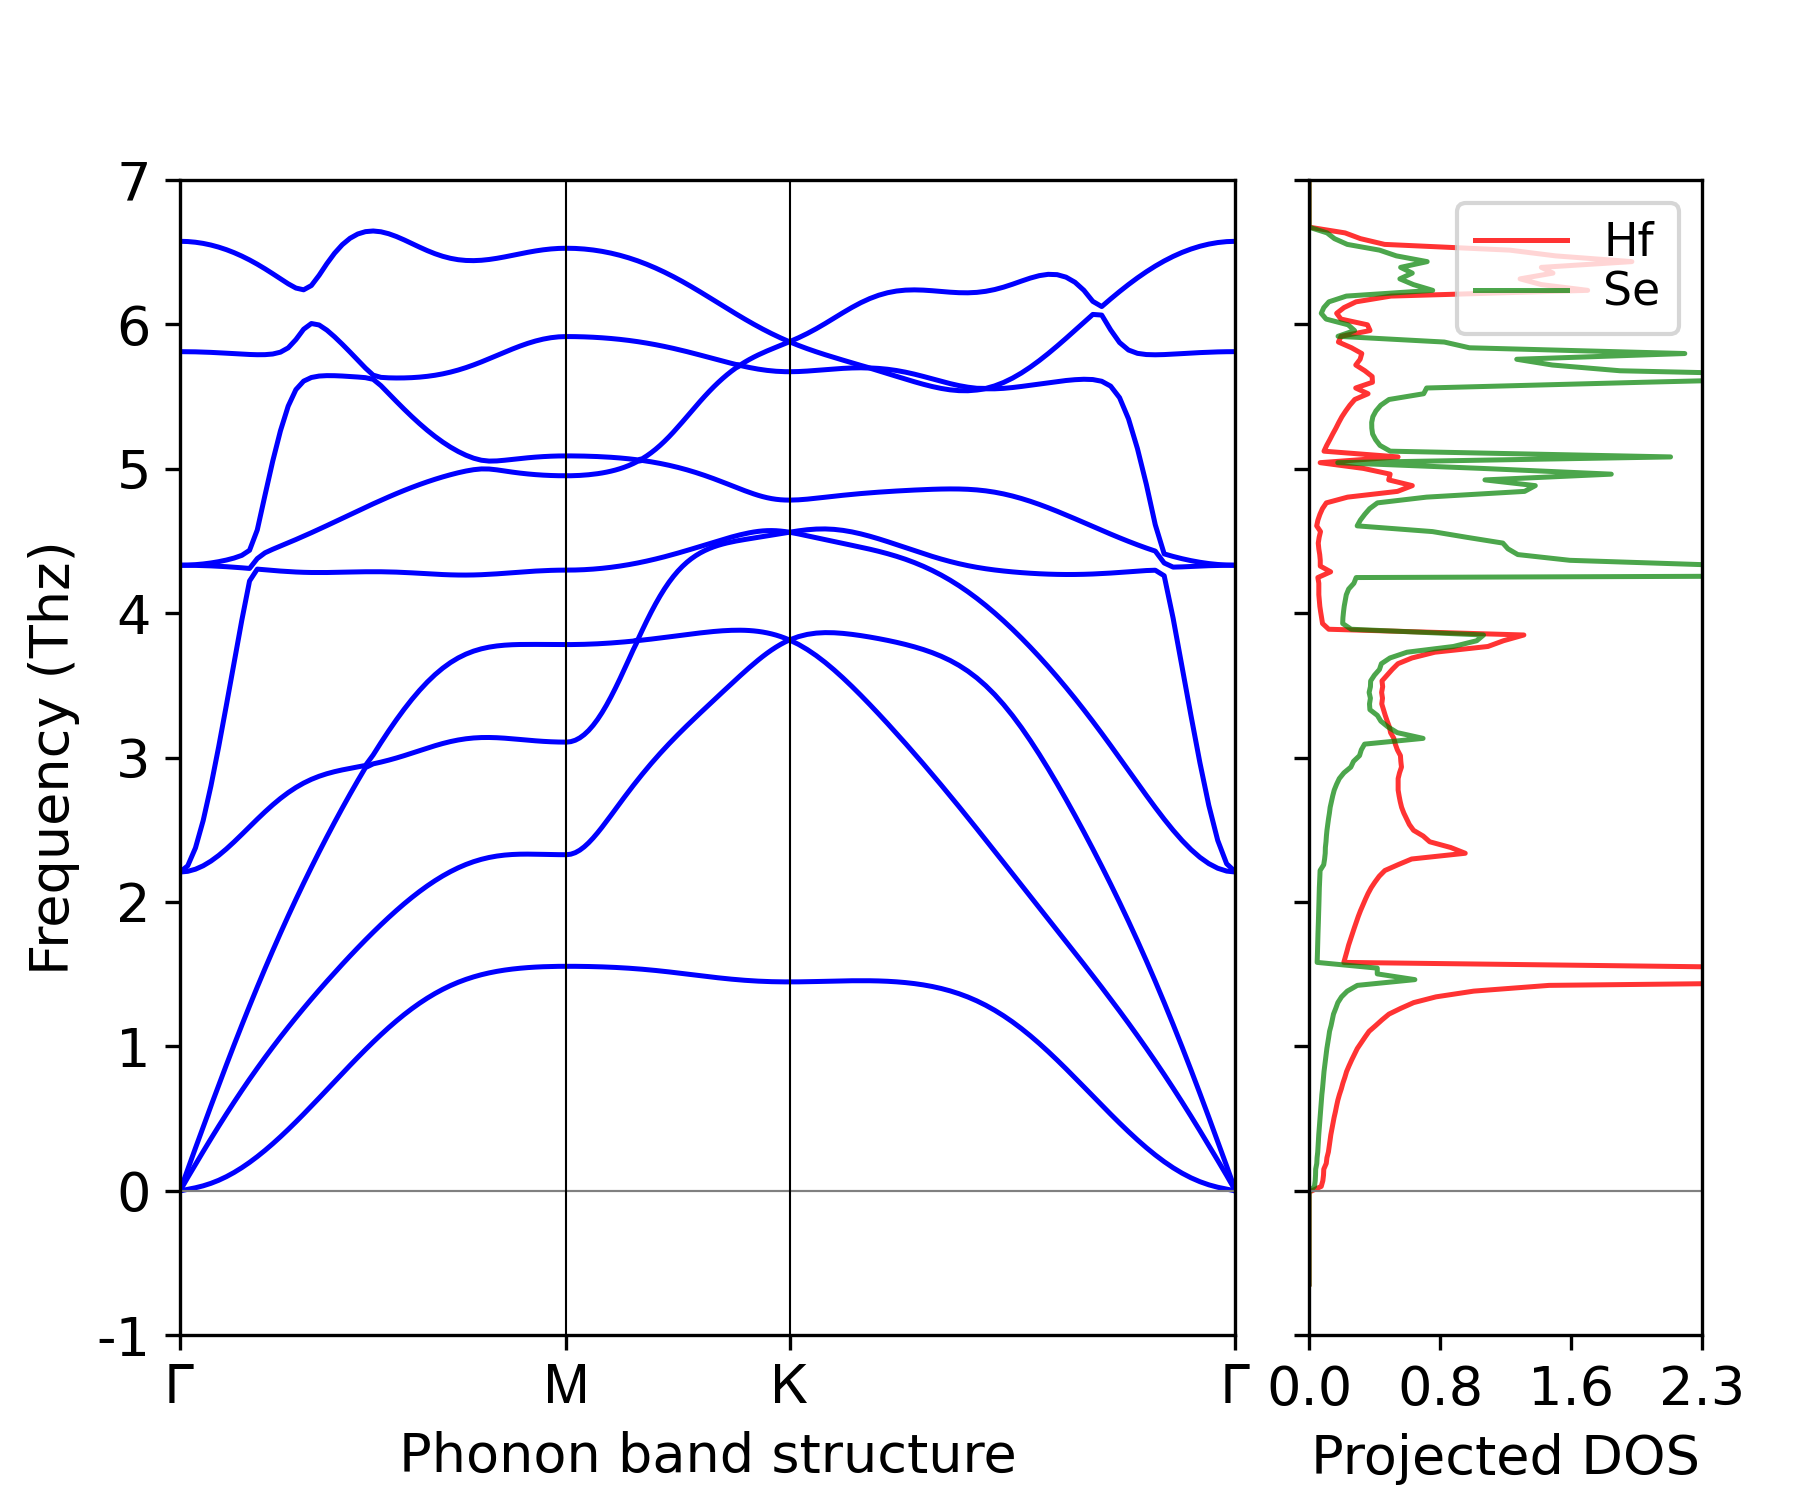 7
6
5
4
3
2
1
0
-1
Frequency (Thz)
Γ M K Γ
Phonon band structure
Hf
Se
0.0 0.8 1.6 2.3
Projected DOS